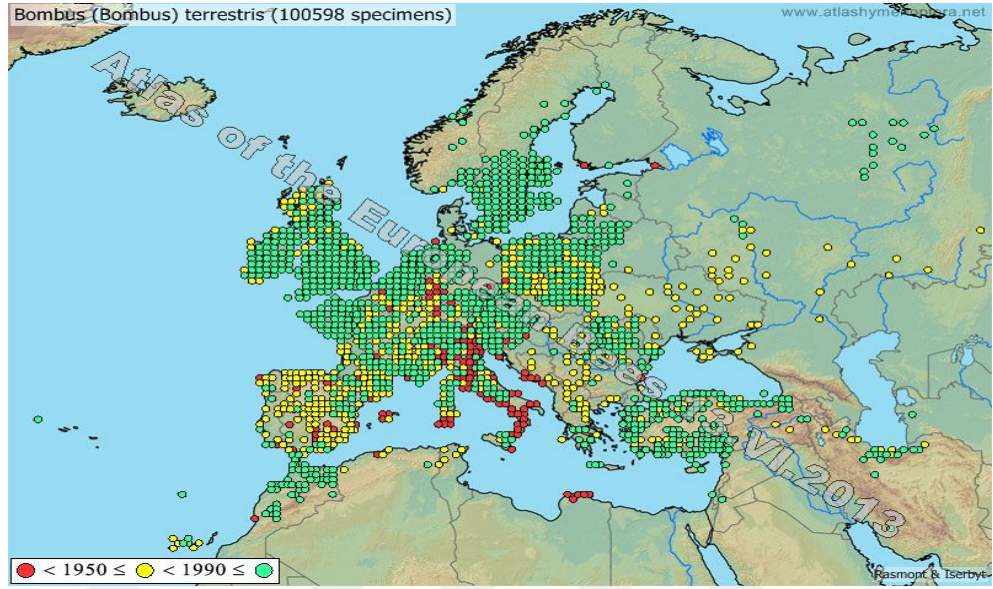 Bombus (Bombus) terrestris (100598 specimens)
www.atlashymenoptera.net
Atlas of the European Bees 13.VI.2013
< 1950 ≤ < 1990 ≤
Rasmont & Iserbyt